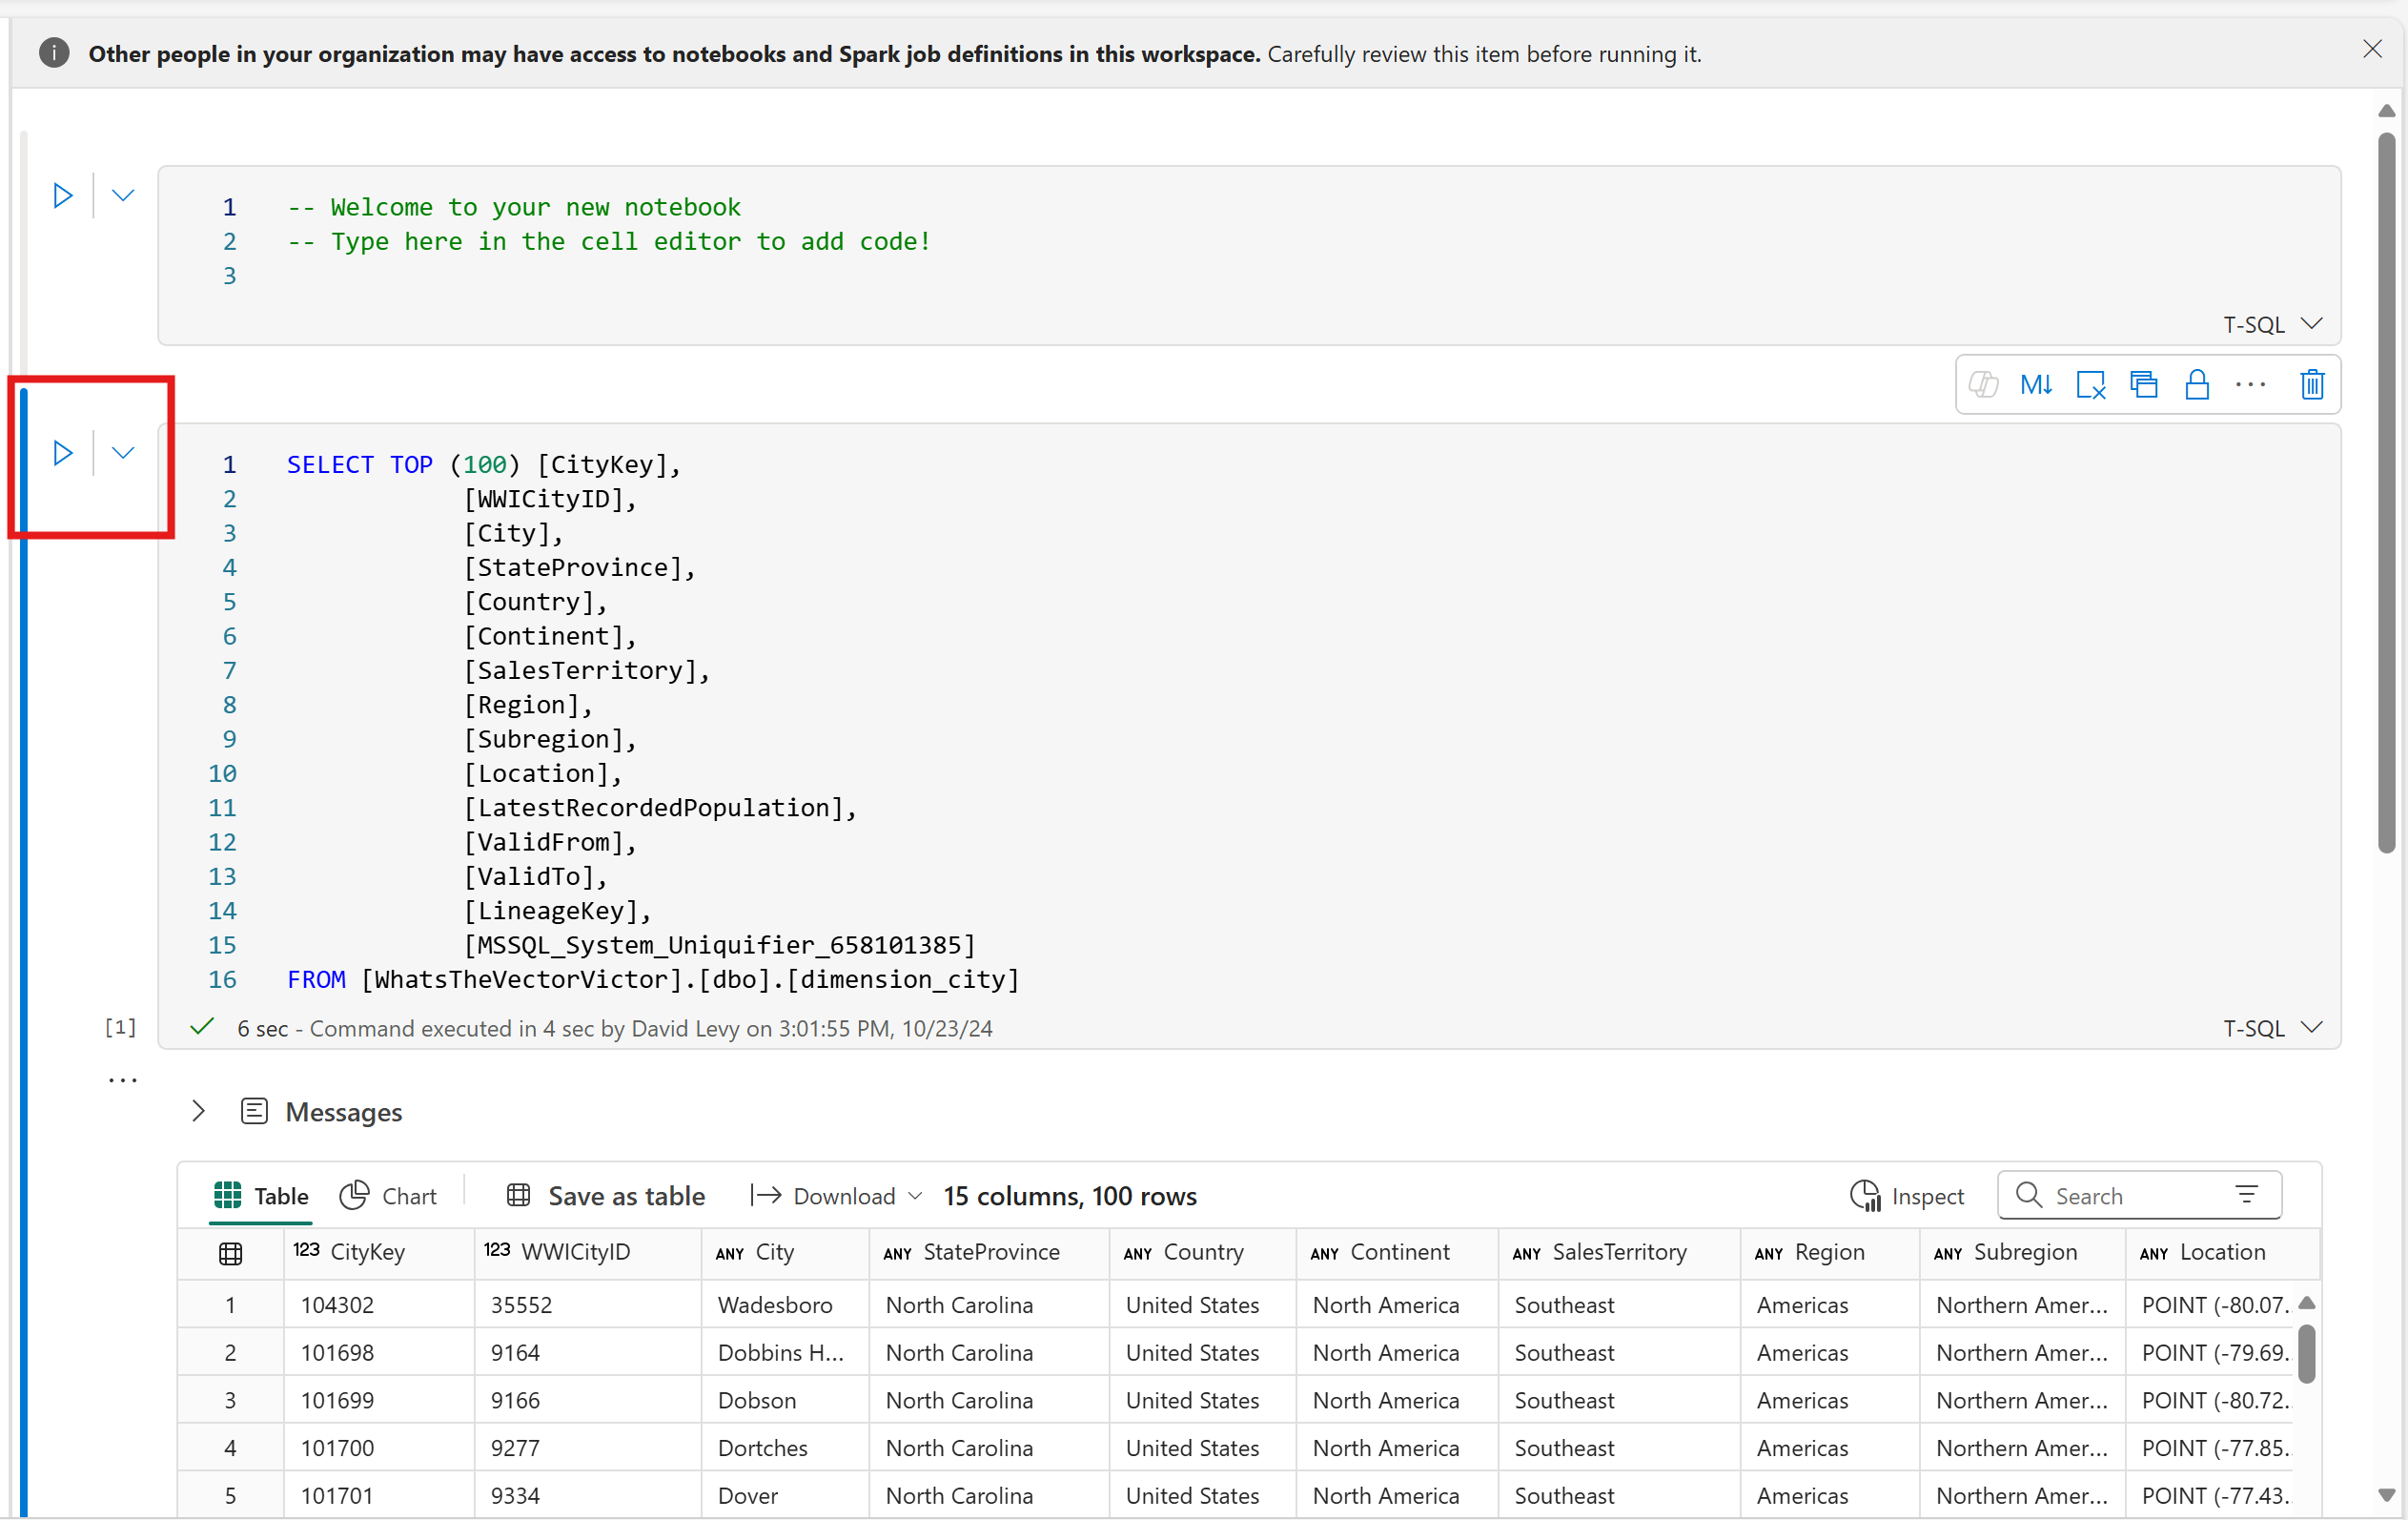 Other people in your organization may have access to notebooks and Spark job definitions in this workspace. Carefully review this item before running it.
1 -- Welcome to your new notebook
2 -- Type here in the cell editor to add code!
3
T-SQL
M↓
1 SELECT TOP (100) [CityKey],
2 [WWICityID],
3 [City],
4 [StateProvince],
5 [Country],
6 [Continent],
7 [SalesTerritory],
8 [Region],
9 [Subregion],
10 [Location],
11 [LatestRecordedPopulation],
12 [ValidFrom],
13 [ValidTo],
14 [LineageKey],
15 [MSSQL_System_Uniquifier_658101385]
16 FROM [WhatsTheVectorVictor].[dbo].[dimension_city]
[1] 6 sec - Command executed in 4 sec by David Levy on 3:01:55 PM, 10/23/24 T-SQL
Messages
Table Chart Save as table Download 15 columns, 100 rows Inspect Search
123 CityKey 123 WWICityID ANY City ANY StateProvince ANY Country ANY Continent ANY SalesTerritory ANY Region ANY Subregion ANY Location
1 104302 35552 Wadesboro North Carolina United States North America Southeast Americas Northern Amer... POINT (-80.07..
2 101698 9164 Dobbins H... North Carolina United States North America Southeast Americas Northern Amer... POINT (-79.69..
3 101699 9166 Dobson North Carolina United States North America Southeast Americas Northern Amer... POINT (-80.72..
4 101700 9277 Dortches North Carolina United States North America Southeast Americas Northern Amer... POINT (-77.85..
5 101701 9334 Dover North Carolina United States North America Southeast Americas Northern Amer... POINT (-77.43..